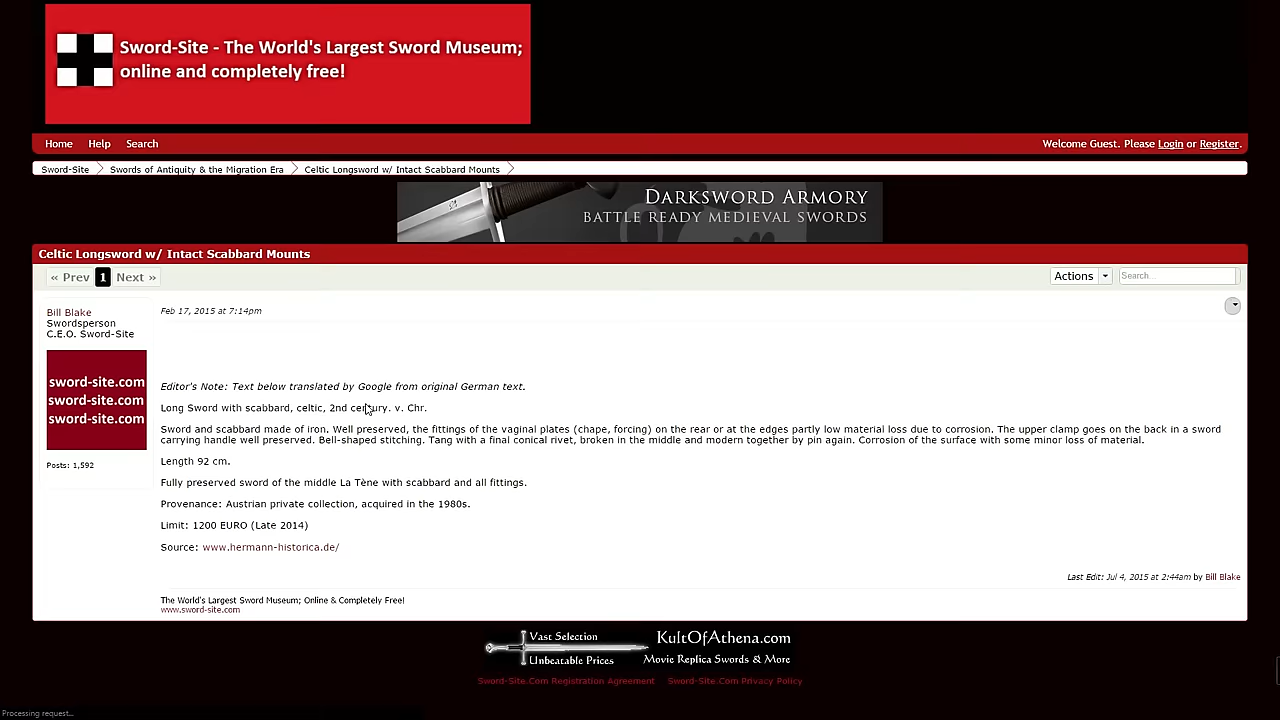 Sword-Site - The World's Largest Sword Museum;
online and completely free!
Home Help Search
Welcome Guest. Please Login or Register.
Sword-Site Swords of Antiquity & the Migration Era Celtic Longsword w/ Intact Scabbard Mounts
DARKSWORD ARMORY
BATTLE READY MEDIEVAL SWORDS
Celtic Longsword w/ Intact Scabbard Mounts
« Prev 1 Next »
Actions
Search...
Bill Blake
Swordsperson
C.E.O. Sword-Site
sword-site.com
sword-site.com
sword-site.com
Posts: 1,592
Feb 17, 2015 at 7:14pm
Editor's Note: Text below translated by Google from original German text.
Long Sword with scabbard, celtic, 2nd century. v. Chr.
Sword and scabbard made of iron. Well preserved, the fittings of the vaginal plates (chape, forcing) on the rear or at the edges partly low material loss due to corrosion. The upper clamp goes on the back in a sword
carrying handle well preserved. Bell-shaped stitching. Tang with a final conical rivet, broken in the middle and modern together by pin again. Corrosion of the surface with some minor loss of material.
Length 92 cm.
Fully preserved sword of the middle La Tène with scabbard and all fittings.
Provenance: Austrian private collection, acquired in the 1980s.
Limit: 1200 EURO (Late 2014)
Source: www.hermann-historica.de/
Last Edit: Jul 4, 2015 at 2:44am by Bill Blake
The World's Largest Sword Museum; Online & Completely Free!
www.sword-site.com
Vast Selection
Unbeatable Prices
KultOfAthena.com
Movie Replica Swords & More
Sword-Site.Com Registration Agreement Sword-Site.Com Privacy Policy
Processing request...